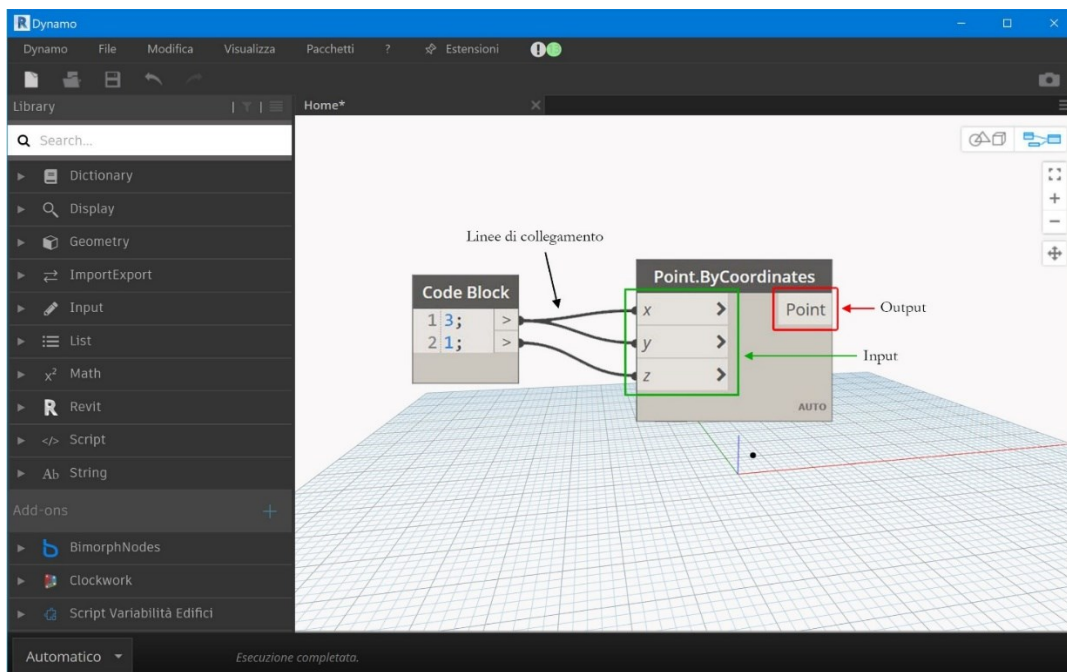 R Dynamo
Dynamo File Modifica Visualizza Pacchetti ? Estensioni
Library
Home*
Search...
Dictionary
Display
Geometry
ImportExport
Input
List
Math
Revit
Script
String
Add-ons
BimorphNodes
Clockwork
Script Variabilità Edifici
Linee di collegamento
Code Block
1 3; >
2 1; >
Point.ByCoordinates
x >
y >
z >
Point
AUTO
Output
Input
Automatico
Esecuzione completata.